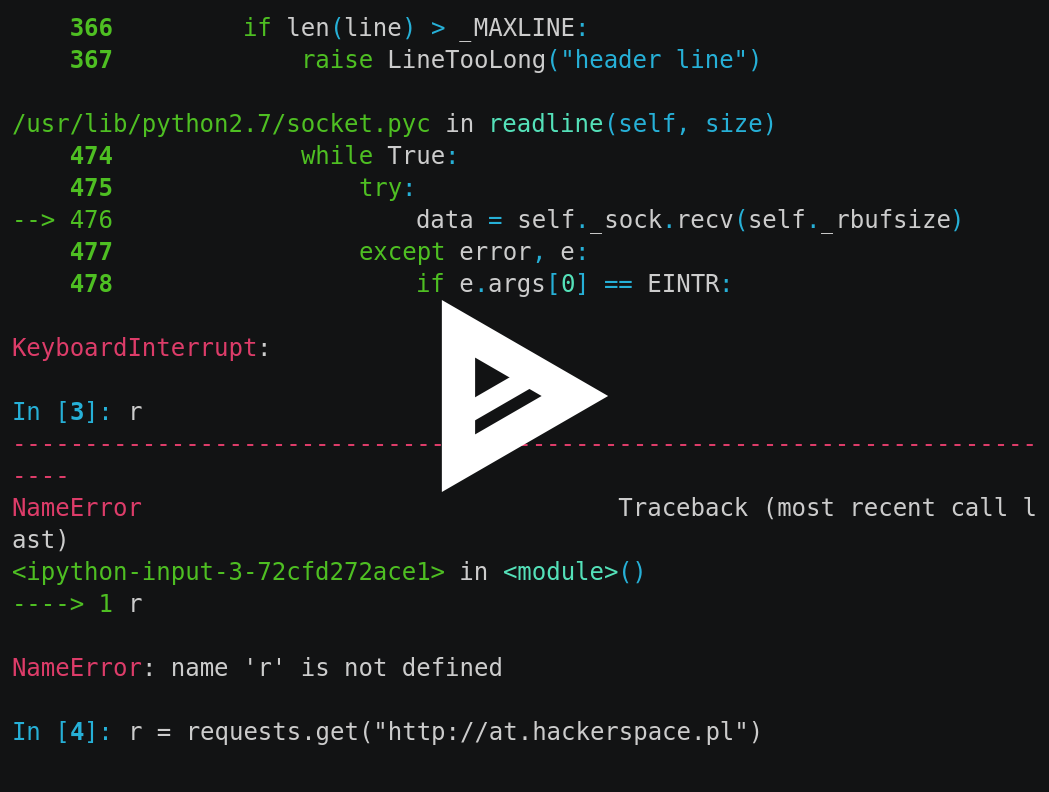 366         if len(line) > _MAXLINE:
367             raise LineTooLong("header line")
/usr/lib/python2.7/socket.pyc in readline(self, size)
474             while True:
475                 try:
--> 476                     data = self._sock.recv(self._rbufsize)
477                 except error, e:
478                     if e.args[0] == EINTR:
KeyboardInterrupt:
In [3]: r
-----------------------------------------------------------------------
----
NameError                                 Traceback (most recent call l
ast)
<ipython-input-3-72cfd272ace1> in <module>()
----> 1 r
NameError: name 'r' is not defined
In [4]: r = requests.get("http://at.hackerspace.pl")